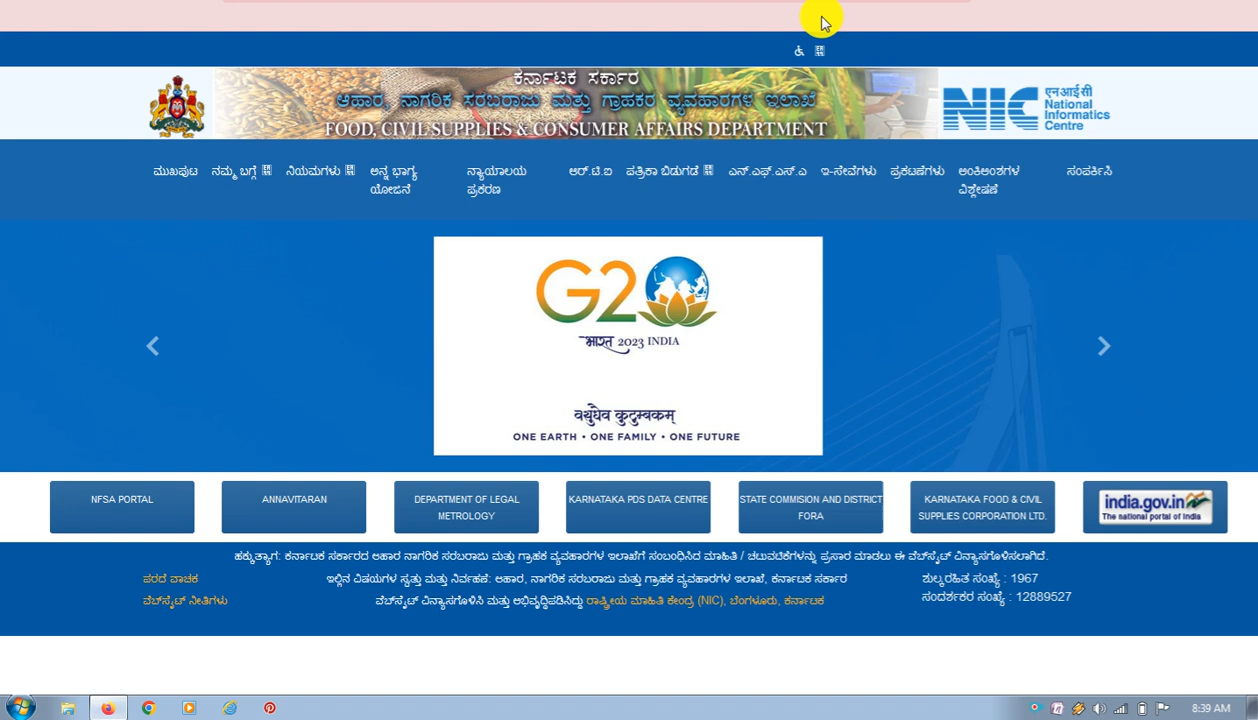 ಕರ್ನಾಟಕ ಸರ್ಕಾರ
ಆಹಾರ, ನಾಗರಿಕ ಸರಬರಾಜು ಮತ್ತು ಗ್ರಾಹಕರ ವ್ಯವಹಾರಗಳ ಇಲಾಖೆ
FOOD, CIVIL SUPPLIES & CONSUMER AFFAIRS DEPARTMENT
NIC
एन आई सी
National
Informatics
Centre
ಮುಖಪುಟ ನಮ್ಮ ಬಗ್ಗೆ ನಿಯಮಗಳು ಅನ್ನ ಭಾಗ್ಯ ನ್ಯಾಯಾಲಯ ಆರ್.ಟಿ.ಐ ಪತ್ರಿಕಾ ಬಿಡುಗಡೆ ಎನ್.ಎಫ್.ಎಸ್.ಎ ಇ-ಸೇವೆಗಳು ಪ್ರಕಟಣೆಗಳು ಅಂಕಿಅಂಶಗಳ ಸಂಪರ್ಕಿಸಿ
ಯೋಜನೆ ಪ್ರಕರಣ ವಿಶ್ಲೇಷಣೆ
G20
भारत 2023 INDIA
वसुधैव कुटुम्बकम्
ONE EARTH • ONE FAMILY • ONE FUTURE
NFSA PORTAL
ANNAVITARAN
DEPARTMENT OF LEGAL
METROLOGY
KARNATAKA PDS DATA CENTRE
STATE COMMISION AND DISTRICT
FORA
KARNATAKA FOOD & CIVIL
SUPPLIES CORPORATION LTD.
india.gov.in
The national portal of India
ಹಕ್ಕುತ್ಯಾಗ: ಕರ್ನಾಟಕ ಸರ್ಕಾರದ ಆಹಾರ ನಾಗರಿಕ ಸರಬರಾಜು ಮತ್ತು ಗ್ರಾಹಕ ವ್ಯವಹಾರಗಳ ಇಲಾಖೆಗೆ ಸಂಬಂಧಿಸಿದ ಮಾಹಿತಿ / ಚಟುವಟಿಕೆಗಳನ್ನು ಪ್ರಸಾರ ಮಾಡಲು ಈ ವೆಬ್‌ಸೈಟ್ ವಿನ್ಯಾಸಗೊಳಿಸಲಾಗಿದೆ.
ಪರದೆ ವಾಚಕ
ವೆಬ್‌ಸೈಟ್ ನೀತಿಗಳು
ಇಲ್ಲಿನ ವಿಷಯಗಳ ಸ್ವತ್ತು ಮತ್ತು ನಿರ್ವಹಣೆ: ಆಹಾರ, ನಾಗರಿಕ ಸರಬರಾಜು ಮತ್ತು ಗ್ರಾಹಕ ವ್ಯವಹಾರಗಳ ಇಲಾಖೆ, ಕರ್ನಾಟಕ ಸರ್ಕಾರ
ವೆಬ್‌ಸೈಟ್ ವಿನ್ಯಾಸಗೊಳಿಸಿ ಮತ್ತು ಅಭಿವೃದ್ಧಿಪಡಿಸಿದ್ದು ರಾಷ್ಟ್ರೀಯ ಮಾಹಿತಿ ಕೇಂದ್ರ (NIC), ಬೆಂಗಳೂರು, ಕರ್ನಾಟಕ
ಶುಲ್ಕರಹಿತ ಸಂಖ್ಯೆ : 1967
ಸಂದರ್ಶಕರ ಸಂಖ್ಯೆ : 12889527
8:39 AM